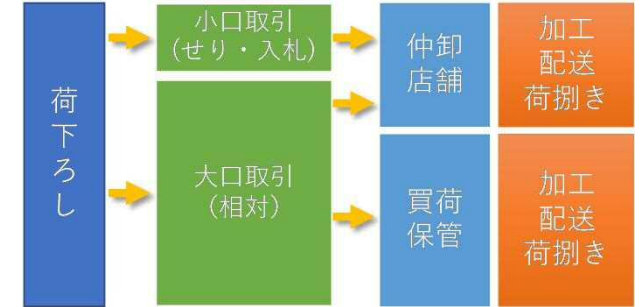 荷下ろし
小口取引
(せり・入札)
大口取引
(相対)
仲卸
店舗
買荷
保管
加工
配送
荷捌き
加工
配送
荷捌き